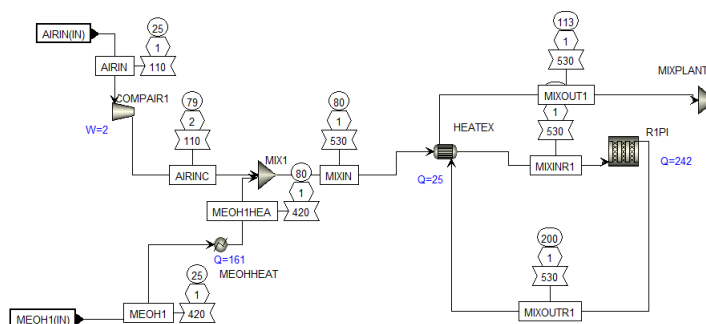 113
25
1
530
AIRIN(IN)
1
MIXPLANT
AIRIN
110
MIXOUT1
COMPAIR1
79
80
1
R1PI
2
1
HEATEX
530
W=2
110
530
MIX1
MIXINR1
80
Q=242
AIRINC
MIXIN
Q=25
1
MEOH1HEA
420
200
Q=161
25
MEOHHEAT
1
1
530
MEOH1(IN)
MEOH1
420
MIXOUTR1